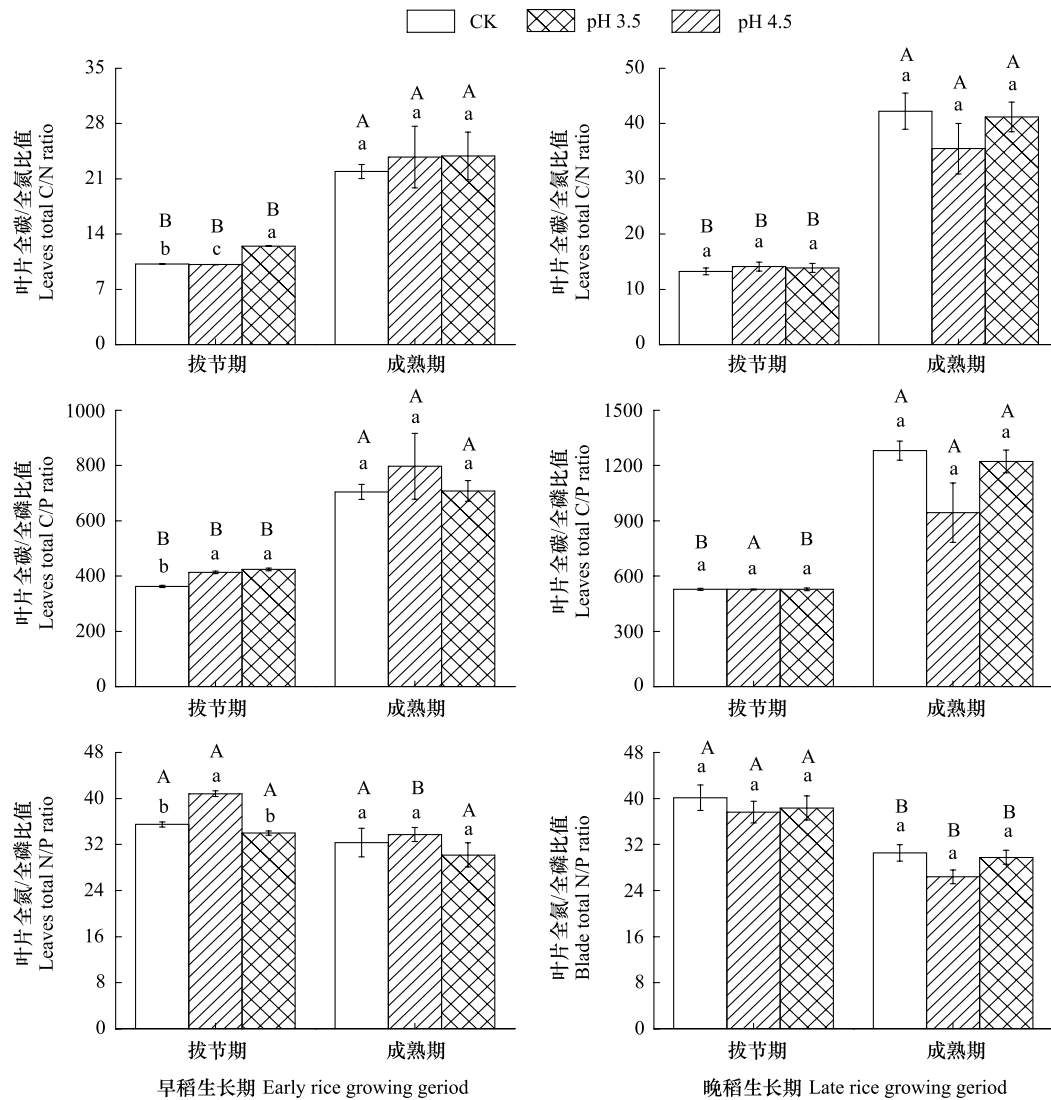 CK pH 3.5 pH 4.5
叶片全碳/全氮比值
Leaves total C/N ratio
35
28
21
14
7
0
B
b
B
c
B
a
A
a
A
a
A
a
拔节期 成熟期
叶片全碳/全氮比值
Leaves total C/N ratio
50
40
30
20
10
0
B
a
B
a
B
a
A
a
A
a
A
a
拔节期 成熟期
叶片全碳/全磷比值
Leaves total C/P ratio
1000
800
600
400
200
0
B
b
B
a
B
a
A
a
A
a
A
a
拔节期 成熟期
叶片全碳/全磷比值
Leaves total C/P ratio
1500
1200
900
600
300
0
B
a
A
a
B
a
A
a
A
a
A
a
拔节期 成熟期
叶片全氮/全磷比值
Leaves total N/P ratio
48
40
32
24
16
8
0
A
b
A
a
A
b
A
a
B
a
A
a
拔节期 成熟期
早稻生长期 Early rice growing geriod
叶片全氮/全磷比值
Blade total N/P ratio
48
40
32
24
16
8
0
A
a
A
a
A
a
B
a
B
a
B
a
拔节期 成熟期
晚稻生长期 Late rice growing geriod